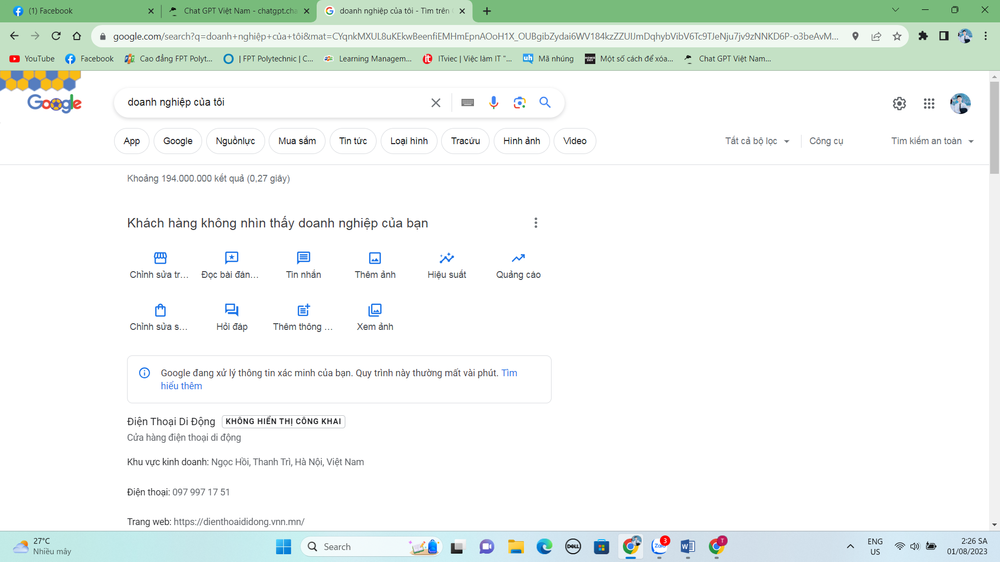 (1) Facebook
Chat GPT Việt Nam - chatgpt.cha
doanh nghiệp của tôi - Tìm trên
google.com/search?q=doanh+nghiệp+của+tôi&mat=CYqnkMXUL8uKEkwBeenfiEMHmEpnAOoH1X_OUBgibZydai6WV184kzZZUlJmDqhybVibV6Tc9TJeNju7jv9zNNKD6P-o3beAvM...
YouTube
Facebook
Cao đẳng FPT Polyt...
| FPT Polytechnic | C...
Learning Managem...
ITviec | Việc làm IT "...
Mã nhúng
Một số cách để xóa...
Chat GPT Việt Nam...
Google
doanh nghiệp của tôi
App
Google
Nguồnlực
Mua sắm
Tin tức
Loại hình
Tracứu
Hình ảnh
Video
Tất cả bộ lọc
Công cụ
Tìm kiếm an toàn
Khoảng 194.000.000 kết quả (0,27 giây)
Khách hàng không nhìn thấy doanh nghiệp của bạn
Chỉnh sửa tr...
Đọc bài đán...
Tin nhắn
Thêm ảnh
Hiệu suất
Quảng cáo
Chỉnh sửa s...
Hỏi đáp
Thêm thông ...
Xem ảnh
Google đang xử lý thông tin xác minh của bạn. Quy trình này thường mất vài phút. Tìm
hiểu thêm
Điện Thoại Di Động
KHÔNG HIỂN THỊ CÔNG KHAI
Cửa hàng điện thoại di động
Khu vực kinh doanh: Ngọc Hồi, Thanh Trì, Hà Nội, Việt Nam
Điện thoại: 097 997 17 51
Trang web: https://dienthoaididong.vnn.mn/
27°C
Nhiều mây
Search
DELL
Zalo
3
T
ENG
US
2:26 SA
01/08/2023